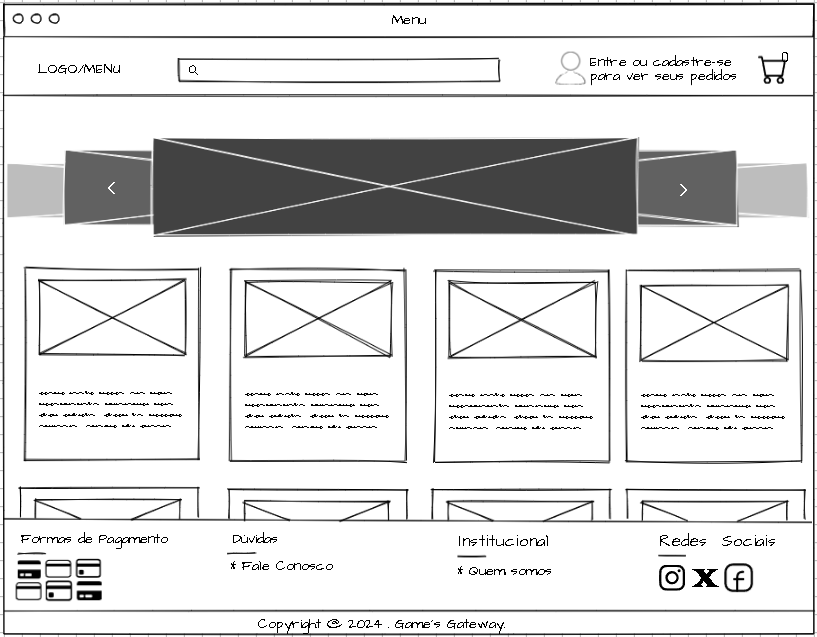 Menu
LOGO/MENU
Entre ou cadastre-se
para ver seus pedidos
0
Formas de Pagamento
Dúvidas
* Fale Conosco
Institucional
* Quem somos
Redes Sociais
Copyright @ 2024 . Game's Gateway.